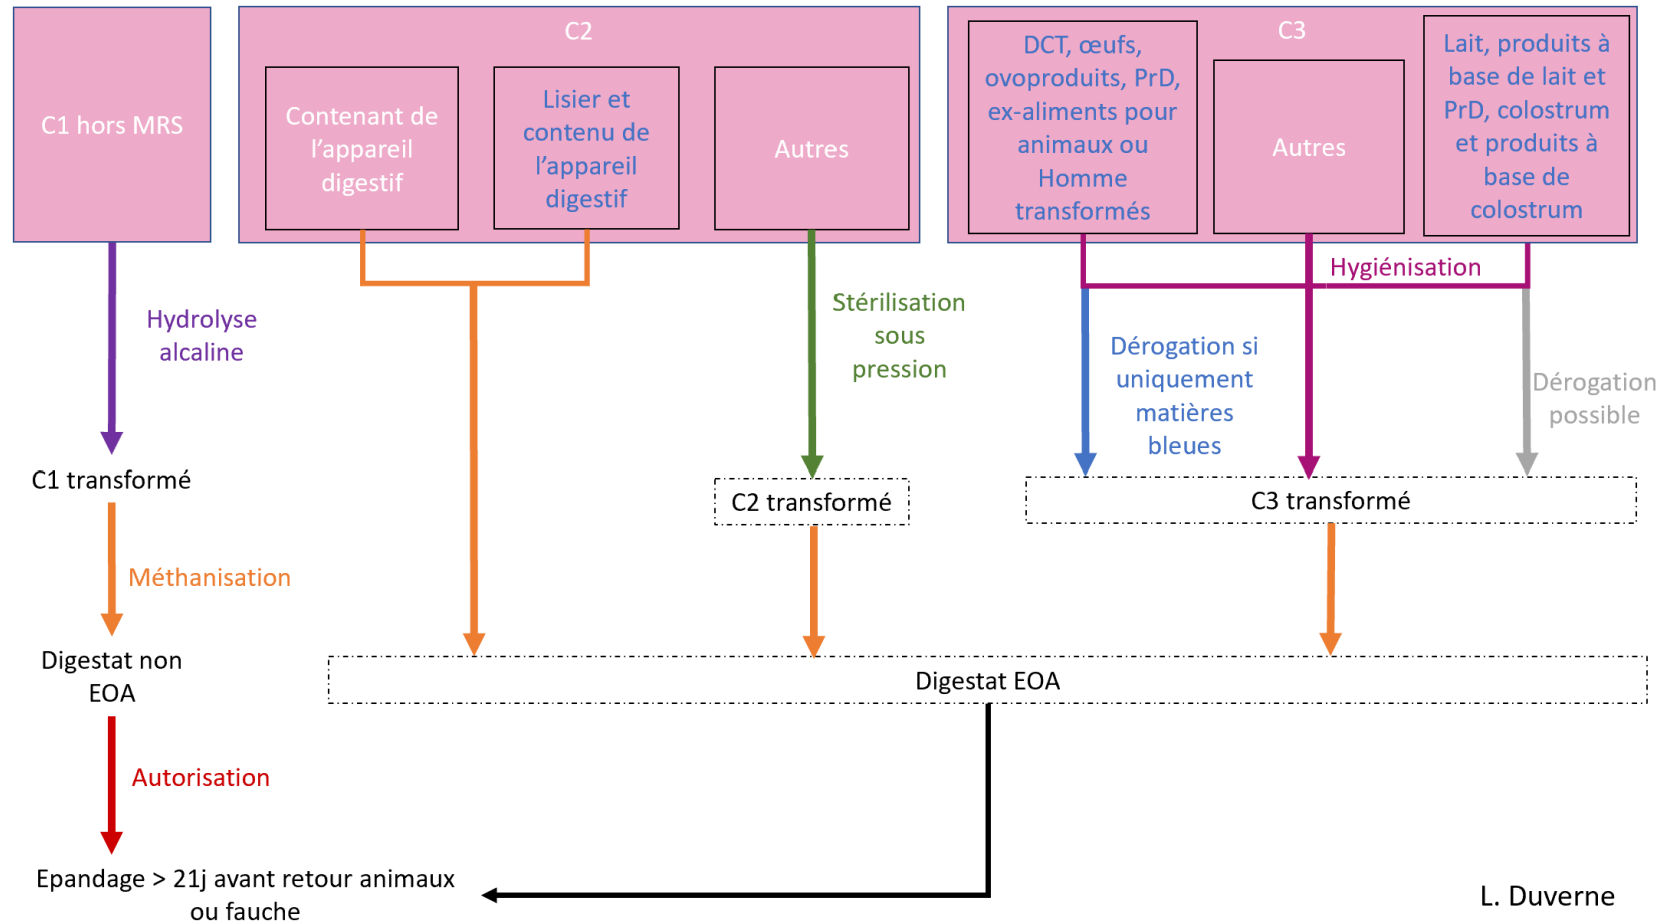 C1 hors MRS
C2
Contenant de
l’appareil
digestif
Lisier et
contenu de
l’appareil
digestif
Autres
C3
DCT, œufs,
ovoproduits, PrD,
ex-aliments pour
animaux ou
Homme
transformés
Autres
Lait, produits à
base de lait et
PrD, colostrum
et produits à
base de
colostrum
Hydrolyse
alcaline
Stérilisation
sous
pression
Hygiénisation
Dérogation si
uniquement
matières
bleues
Dérogation
possible
C1 transformé
C2 transformé
C3 transformé
Méthanisation
Digestat non
EOA
Digestat EOA
Autorisation
Epandage > 21j avant retour animaux
ou fauche
L. Duverne